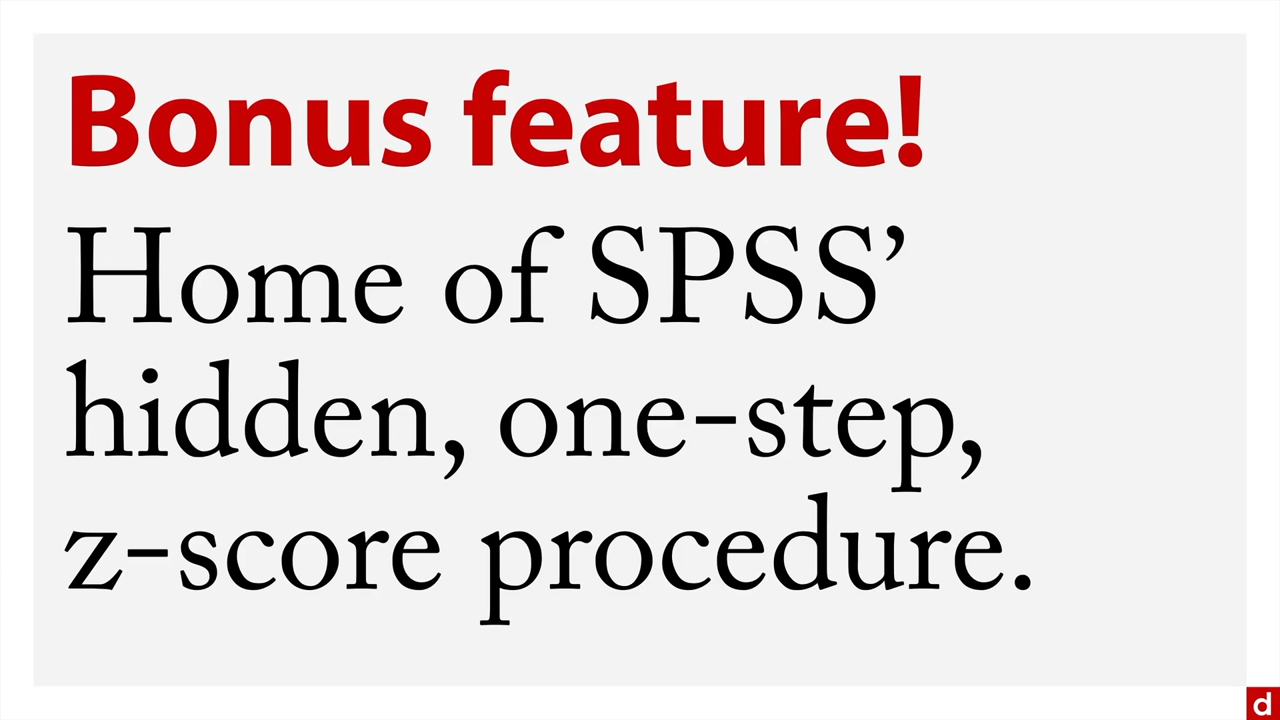 Bonus feature!
Home of SPSS’
hidden, one-step,
z-score procedure.
d